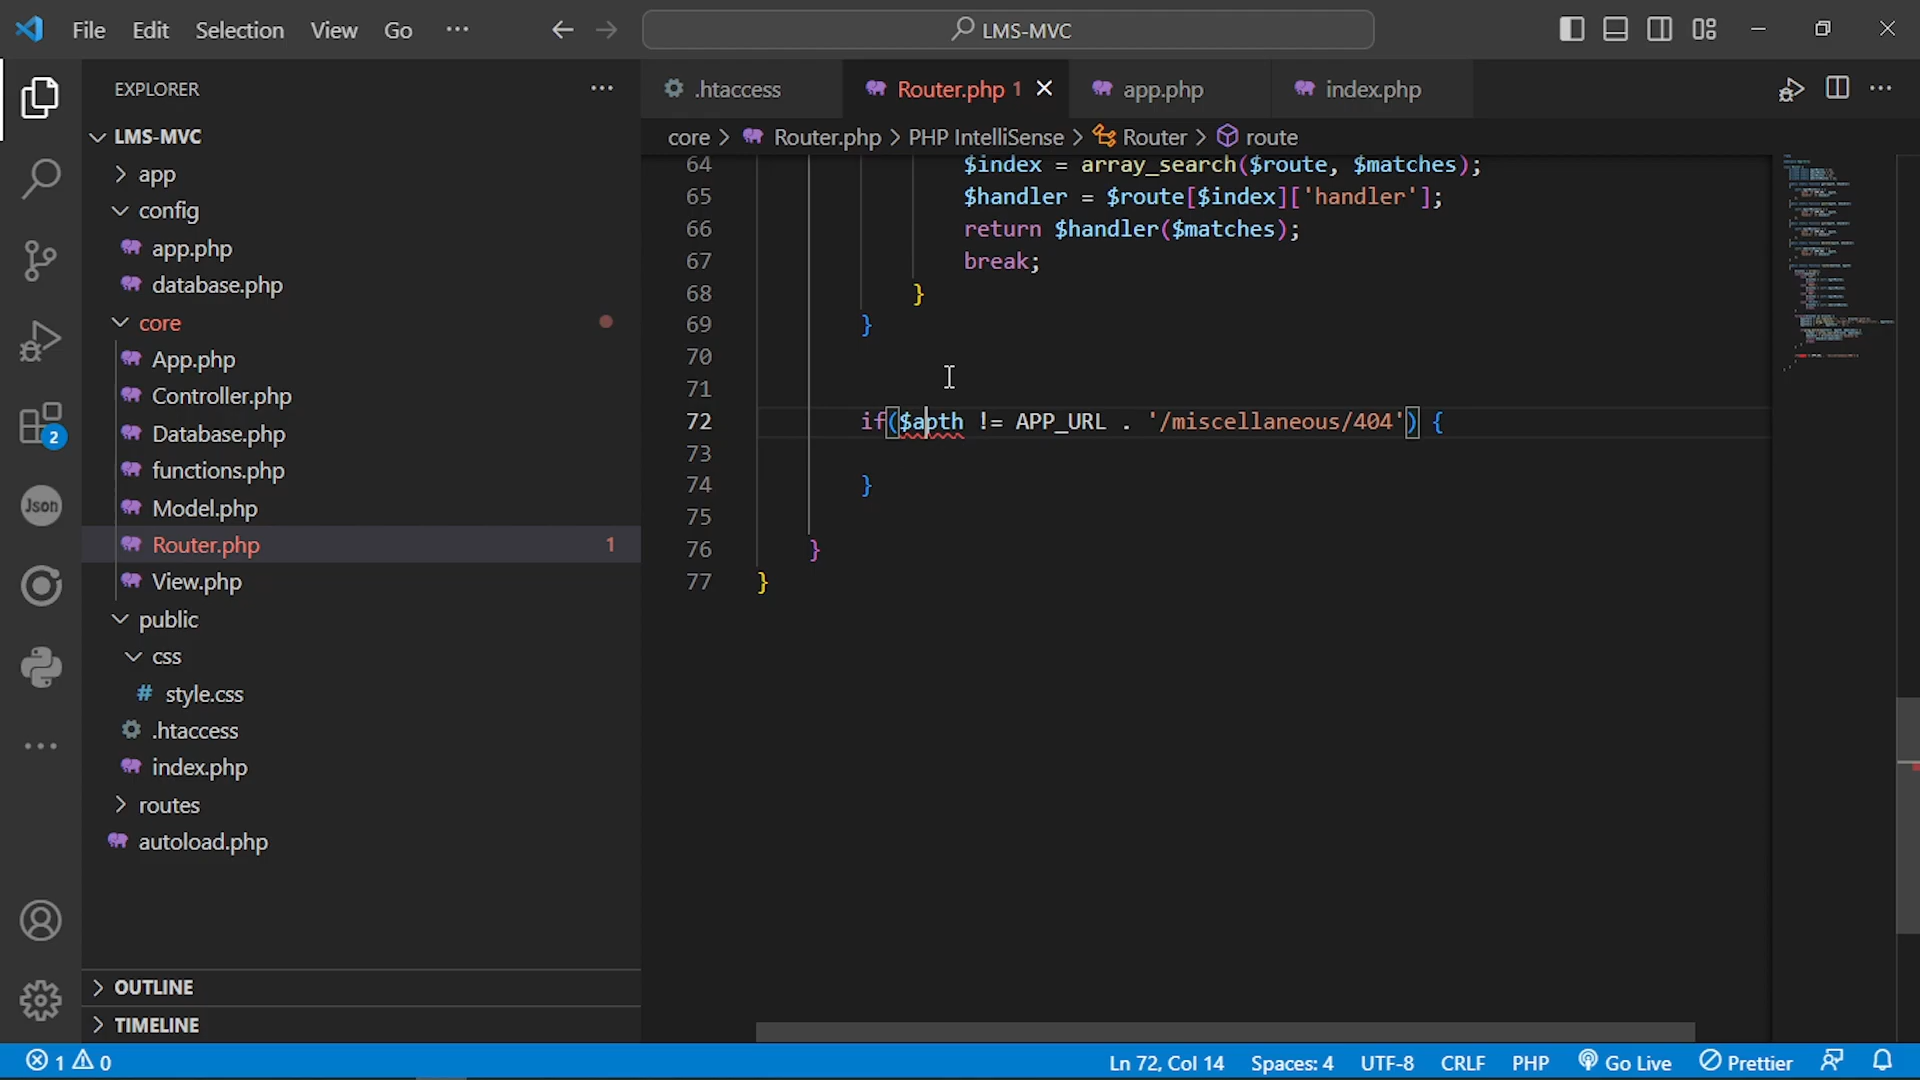 File Edit Selection View Go ··· LMS-MVC
EXPLORER ···
LMS-MVC
app
config
app.php
database.php
core
App.php
Controller.php
Database.php
functions.php
Model.php
Router.php 1
View.php
public
css
# style.css
.htaccess
index.php
routes
autoload.php
OUTLINE
TIMELINE
2
Json
.htaccess Router.php 1 app.php index.php
core > Router.php > PHP IntelliSense > Router > route
64 $index = array_search($route, $matches);
65 $handler = $route[$index]['handler'];
66 return $handler($matches);
67 break;
68 }
69 }
70
71
72 if($apth != APP_URL . '/miscellaneous/404') {
73
74 }
75
76 }
77 }
1 0 Ln 72, Col 14 Spaces: 4 UTF-8 CRLF PHP Go Live Prettier